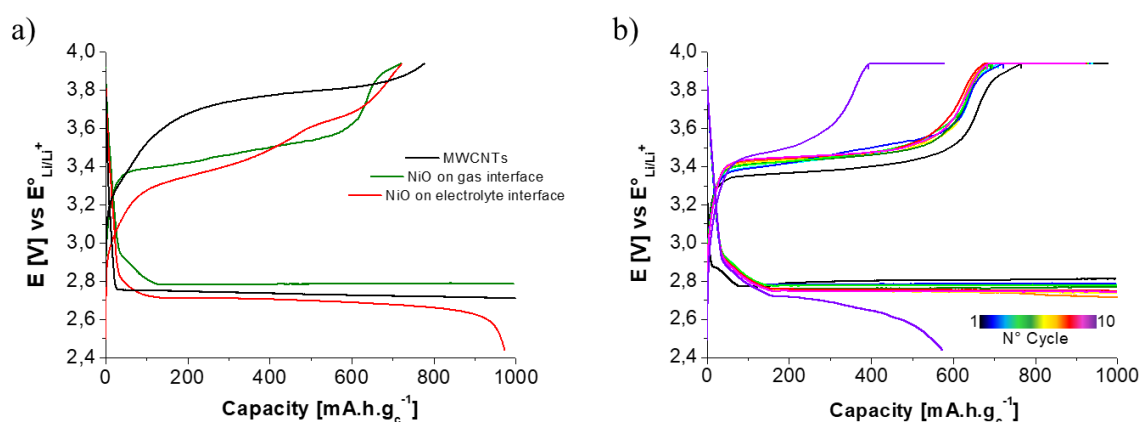 a)
4,0
3,8
3,6
3,4
3,2
3,0
2,8
2,6
2,4
E [V] vs E°Li/Li+
MWCNTs
NiO on gas interface
NiO on electrolyte interface
0 200 400 600 800 1000
Capacity [mA.h.gc-1]
b)
4,0
3,8
3,6
3,4
3,2
3,0
2,8
2,6
2,4
E [V] vs E°Li/Li+
1 10
N° Cycle
0 200 400 600 800 1000
Capacity [mA.h.gc-1]